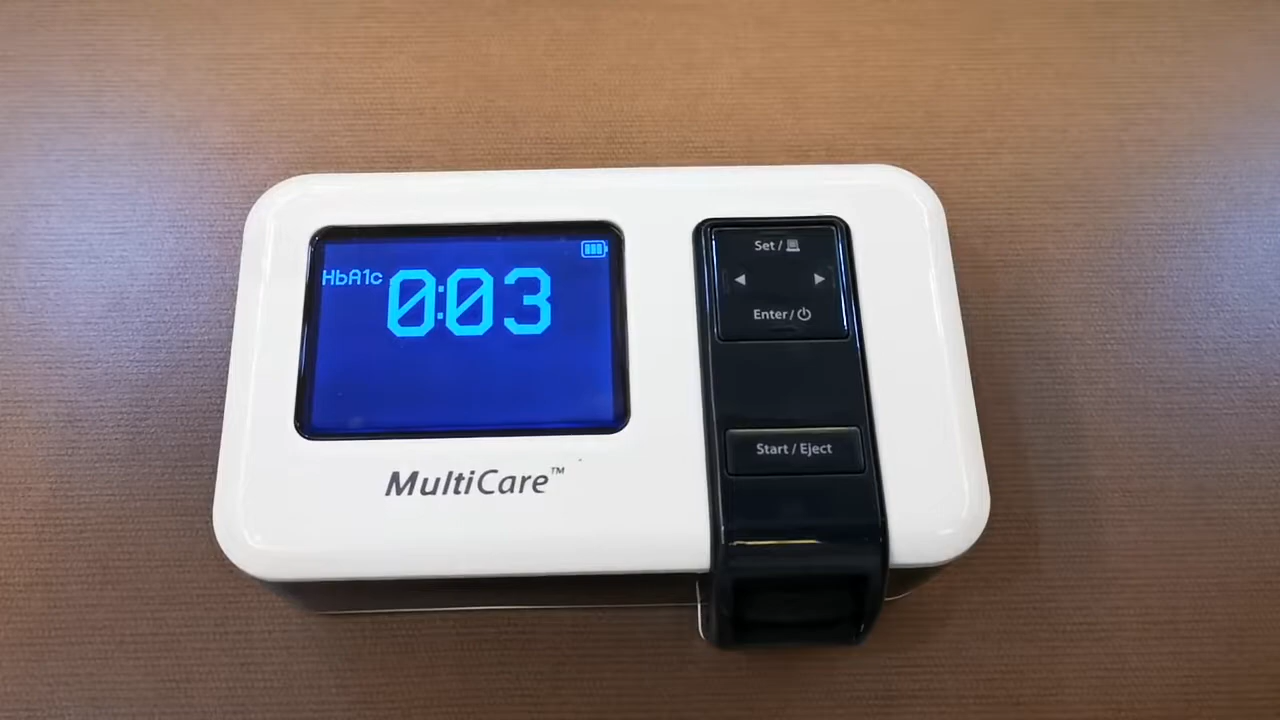 HbA1c 0:03
MultiCare™
Set /
Enter /
Start / Eject